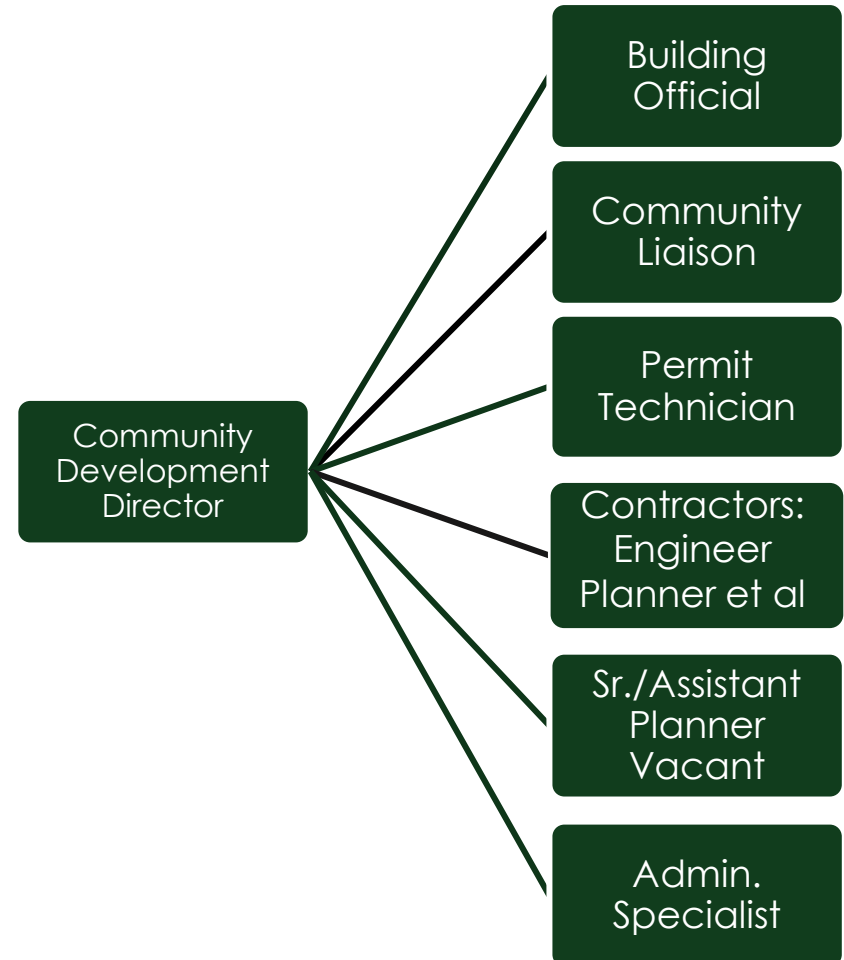 Building
Official
Community
Liaison
Permit
Technician
Community
Development
Director
Contractors:
Engineer
Planner et al
Sr./Assistant
Planner
Vacant
Admin.
Specialist